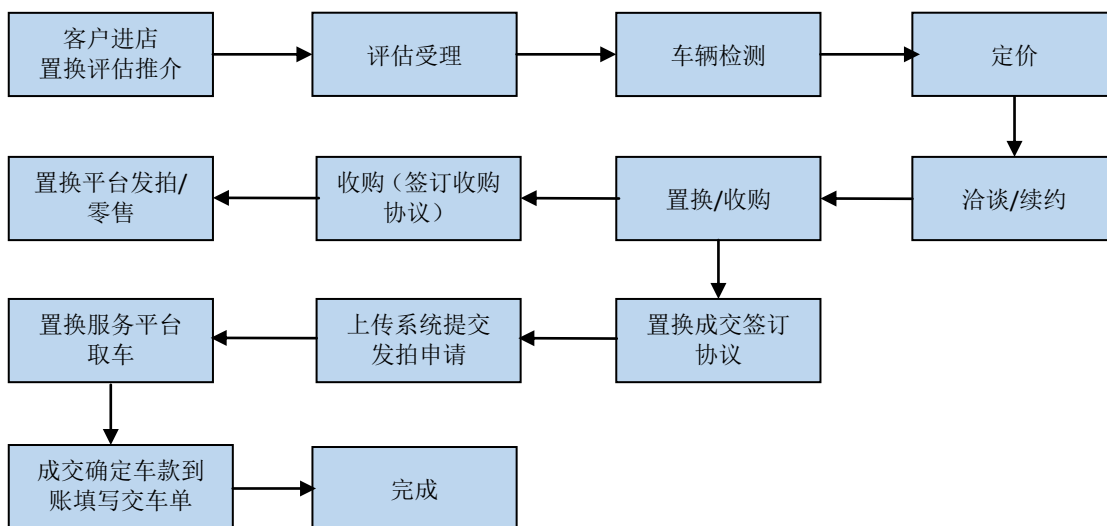 客户进店
置换评估推介
评估受理
车辆检测
定价
置换平台发拍/
零售
收购（签订收购
协议）
置换/收购
洽谈/续约
置换服务平台
取车
上传系统提交
发拍申请
置换成交签订
协议
成交确定车款到
账填写交车单
完成